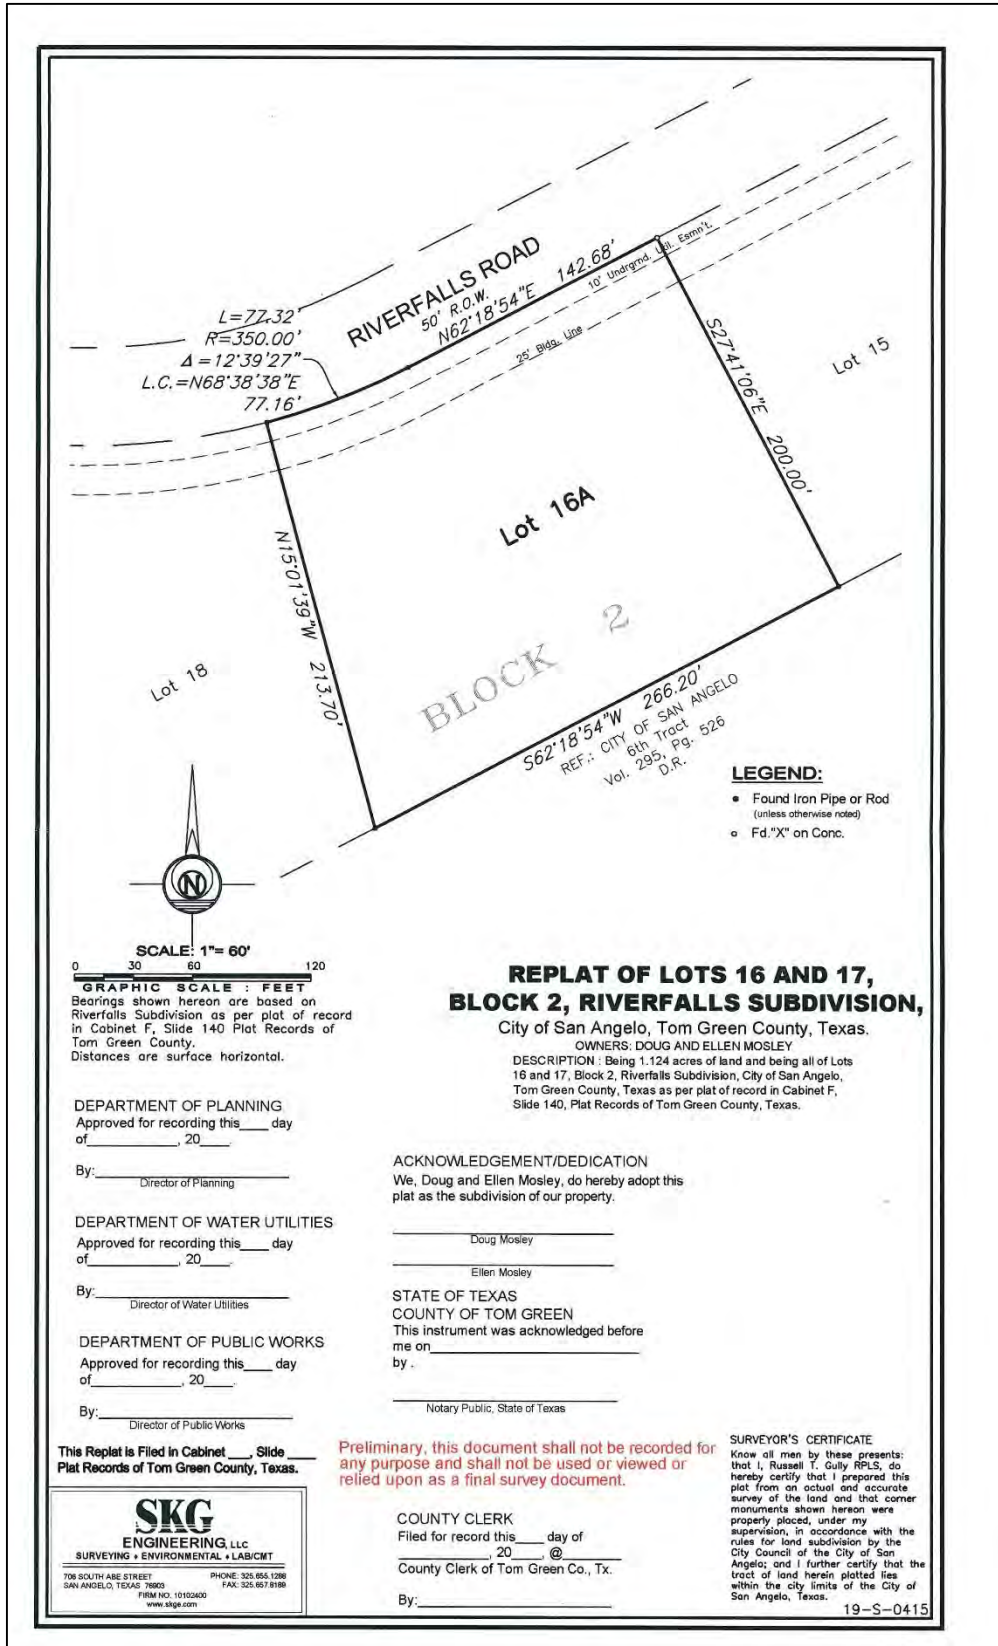 RIVERFALLS ROAD
50' R.O.W.
N62°18'54"E 142.68'
10' Undrgrnd. Util. Esmn't.
25' Bldg. Line
L=77.32'
R=350.00'
Δ=12°39'27"
L.C.=N68°38'38"E
77.16'
S27°41'06"E 200.00'
Lot 15
Lot 16A
N15°01'39"W 213.70'
Lot 18
BLOCK 2
S62°18'54"W 266.20'
REF.: CITY OF SAN ANGELO
6th Tract
Vol. 295, Pg. 526
D.R.
LEGEND:
Found Iron Pipe or Rod
(unless otherwise noted)
Fd."X" on Conc.
N
SCALE: 1"= 60'
0 30 60 120
GRAPHIC SCALE : FEET
Bearings shown hereon are based on
Riverfalls Subdivision as per plat of record
in Cabinet F, Slide 140 Plat Records of
Tom Green County.
Distances are surface horizontal.
REPLAT OF LOTS 16 AND 17,
BLOCK 2, RIVERFALLS SUBDIVISION,
City of San Angelo, Tom Green County, Texas.
OWNERS: DOUG AND ELLEN MOSLEY
DESCRIPTION : Being 1.124 acres of land and being all of Lots
16 and 17, Block 2, Riverfalls Subdivision, City of San Angelo,
Tom Green County, Texas as per plat of record in Cabinet F,
Slide 140, Plat Records of Tom Green County, Texas.
DEPARTMENT OF PLANNING
Approved for recording this____ day
of____________, 20____.
By:__________________________
Director of Planning
DEPARTMENT OF WATER UTILITIES
Approved for recording this____ day
of____________, 20____.
By:__________________________
Director of Water Utilities
DEPARTMENT OF PUBLIC WORKS
Approved for recording this____ day
of____________, 20____.
By:__________________________
Director of Public Works
This Replat is Filed in Cabinet ___, Slide ____
Plat Records of Tom Green County, Texas.
SKG
ENGINEERING, LLC
SURVEYING ♦ ENVIRONMENTAL ♦ LAB/CMT
706 SOUTH ABE STREET PHONE: 325.655.1288
SAN ANGELO, TEXAS 76903 FAX: 325.657.8189
FIRM NO. 10102400
www.skge.com
ACKNOWLEDGEMENT/DEDICATION
We, Doug and Ellen Mosley, do hereby adopt this
plat as the subdivision of our property.
Doug Mosley
Ellen Mosley
STATE OF TEXAS
COUNTY OF TOM GREEN
This instrument was acknowledged before
me on____________________________
by .
Notary Public, State of Texas
Preliminary, this document shall not be recorded for
any purpose and shall not be used or viewed or
relied upon as a final survey document.
COUNTY CLERK
Filed for record this____ day of
____________, 20____, @________
County Clerk of Tom Green Co., Tx.
By:____________________________
SURVEYOR'S CERTIFICATE
Know all men by these presents:
that I, Russell T. Gully RPLS, do
hereby certify that I prepared this
plat from an actual and accurate
survey of the land and that corner
monuments shown hereon were
properly placed, under my
supervision, in accordance with the
rules for land subdivision by the
City Council of the City of San
Angelo; and I further certify that the
tract of land herein platted lies
within the city limits of the City of
San Angelo, Texas.
19-S-0415